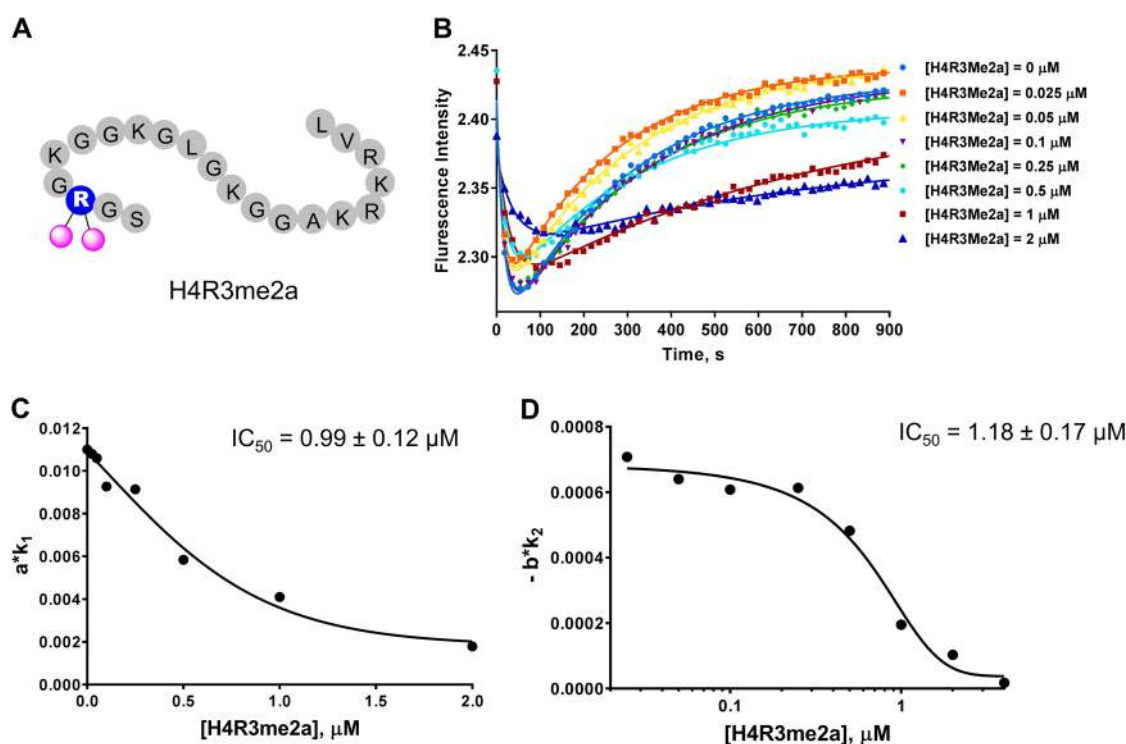 A
L
V
R
K
R
K
A
G
G
K
G
L
G
K
G
G
K
G
R
G
S
H4R3me2a
B
Flurescence Intensity
2.45
2.40
2.35
2.30
0 100 200 300 400 500 600 700 800 900
Time, s
[H4R3Me2a] = 0 μM
[H4R3Me2a] = 0.025 μM
[H4R3Me2a] = 0.05 μM
[H4R3Me2a] = 0.1 μM
[H4R3Me2a] = 0.25 μM
[H4R3Me2a] = 0.5 μM
[H4R3Me2a] = 1 μM
[H4R3Me2a] = 2 μM
C
IC50 = 0.99 ± 0.12 μM
a*k1
0.012
0.010
0.008
0.006
0.004
0.002
0.000
0.0 0.5 1.0 1.5 2.0
[H4R3me2a], μM
D
IC50 = 1.18 ± 0.17 μM
- b*k2
0.0008
0.0006
0.0004
0.0002
0.0000
0.1 1
[H4R3me2a], μM